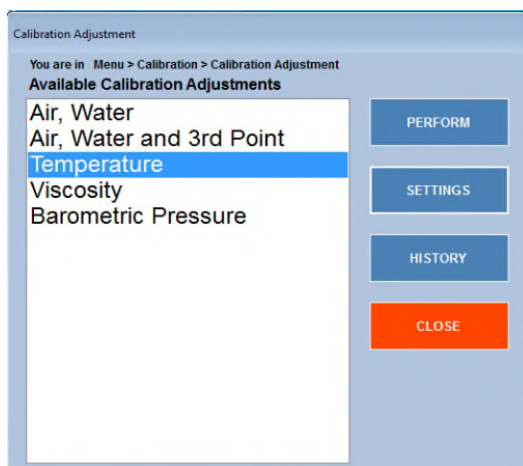 Calibration Adjustment
You are in Menu > Calibration > Calibration Adjustment
Available Calibration Adjustments
Air, Water
Air, Water and 3rd Point
Temperature
Viscosity
Barometric Pressure
PERFORM
SETTINGS
HISTORY
CLOSE